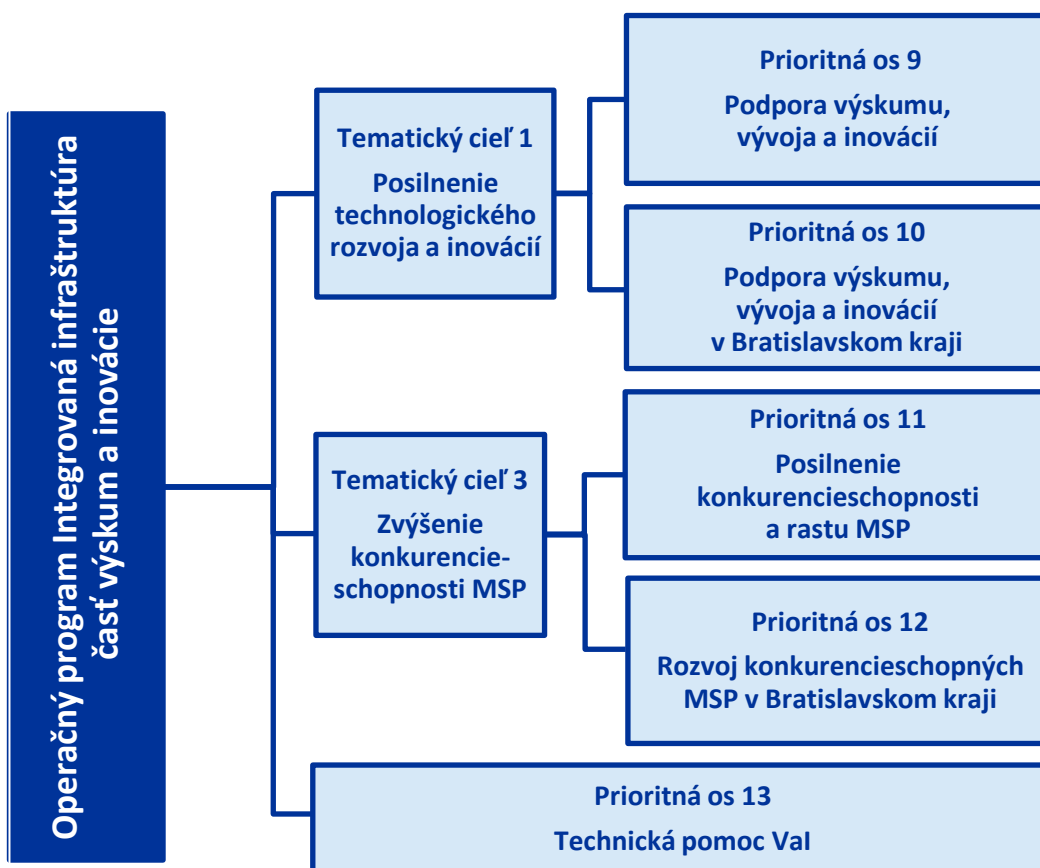 Operačný program Integrovaná infraštruktúra
časť výskum a inovácie
Tematický cieľ 1
Posilnenie
technologického
rozvoja a inovácií
Prioritná os 9
Podpora výskumu,
vývoja a inovácií
Prioritná os 10
Podpora výskumu,
vývoja a inovácií
v Bratislavskom kraji
Tematický cieľ 3
Zvýšenie
konkurencie-
schopnosti MSP
Prioritná os 11
Posilnenie
konkurencieschopnosti
a rastu MSP
Prioritná os 12
Rozvoj konkurencieschopných
MSP v Bratislavskom kraji
Prioritná os 13
Technická pomoc VaI